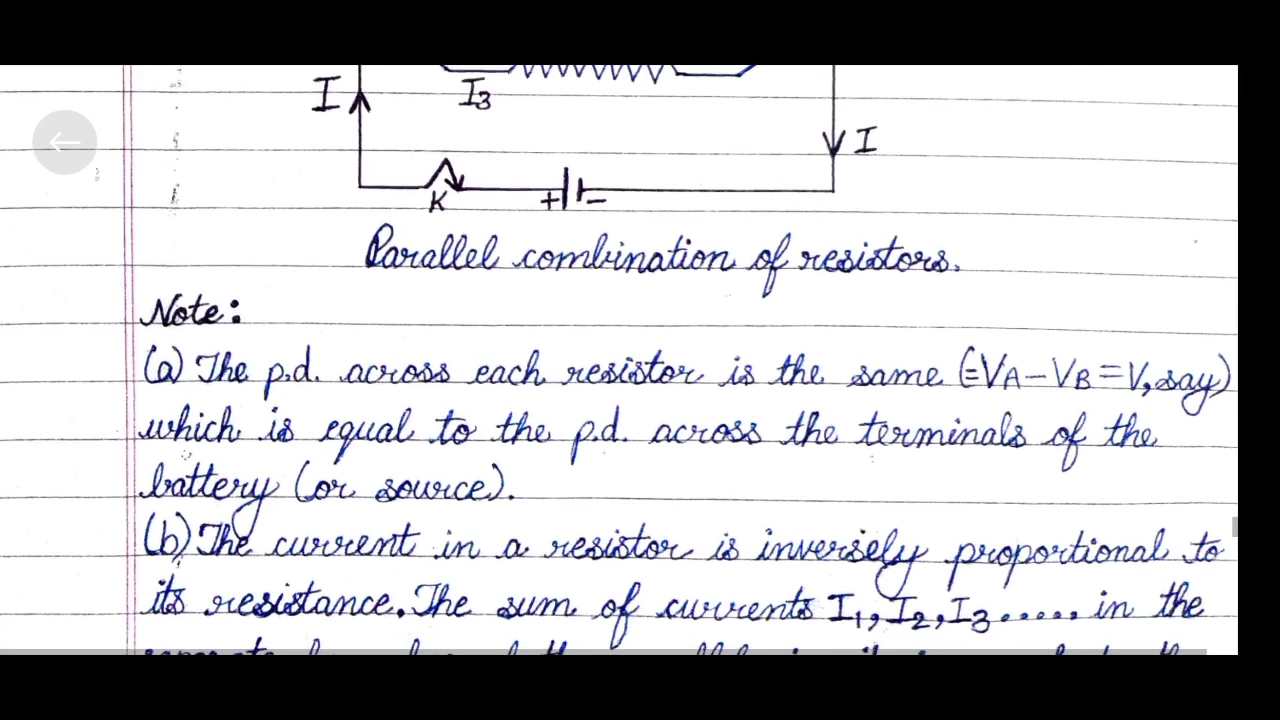 I I₃
I
K + -
Parallel combination of resistors.
Note:
(a) The p.d. across each resistor is the same (=VA-VB=V, say)
which is equal to the p.d. across the terminals of the
battery (or source).
(b) The current in a resistor is inversely proportional to
its resistance. The sum of currents I₁, I₂, I₃ ..... in the